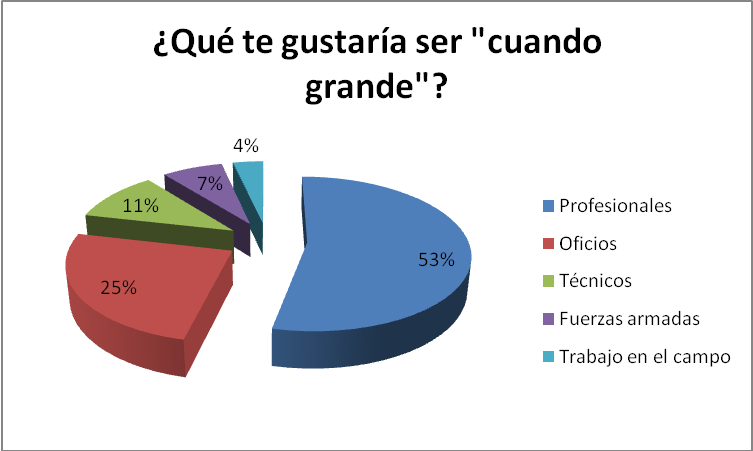 ¿Qué te gustaría ser "cuando
grande"?
4%
7%
11%
25%
53%
Profesionales
Oficios
Técnicos
Fuerzas armadas
Trabajo en el campo